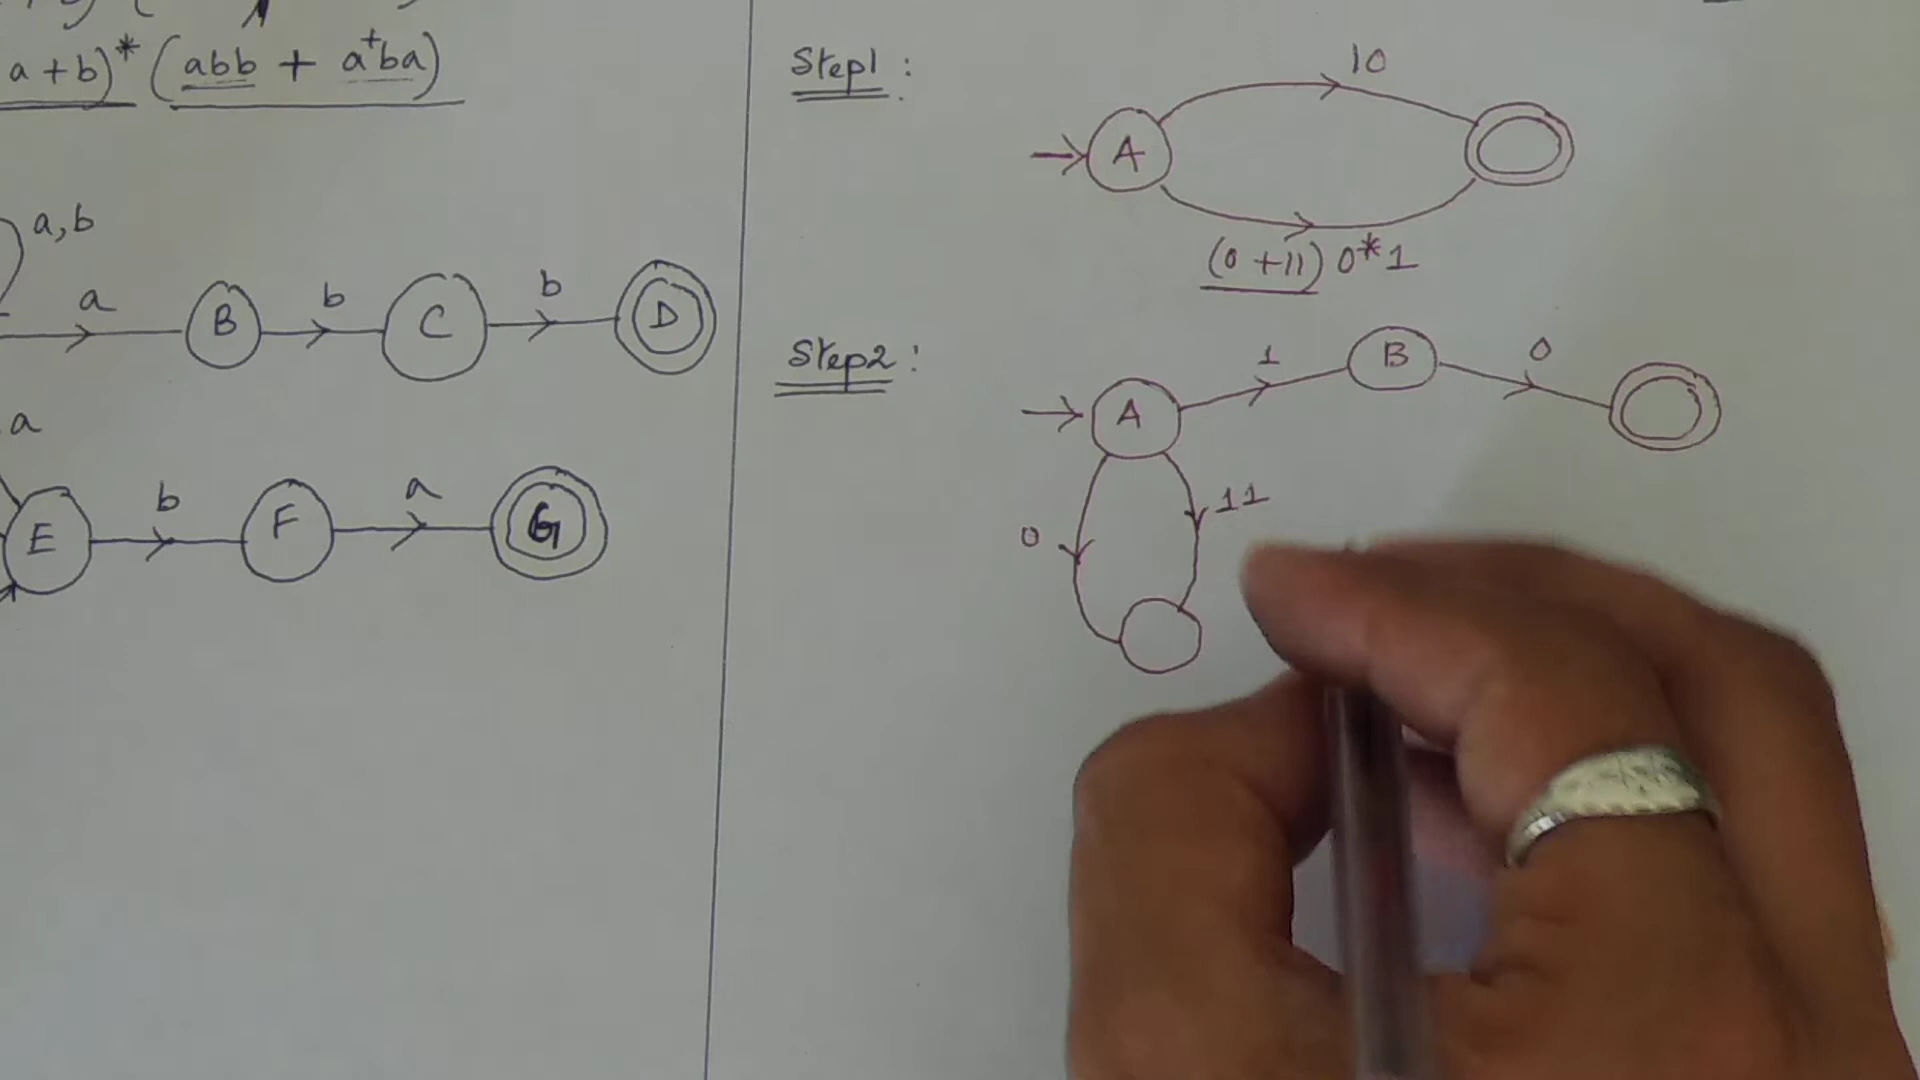 a + b)* (abb + a⁺ba)
a,b
a B b C b D
a
E b F a G
Step1 :
10
A
(0 + 11) 0*1
Step2 :
1 B 0
A
0 11